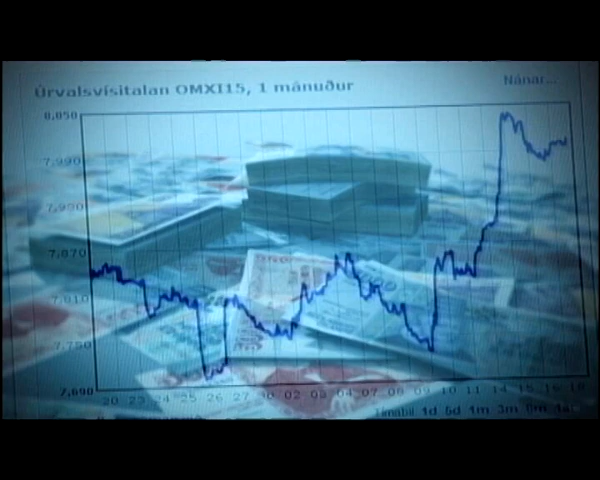 Úrvalsvísitalan OMXI15, 1 mánuður
Nánar...
8,050
7,990
7,930
7,870
7,810
7,750
7,690
20 23 24 25 26 27 30 02 03 04 07 08 09 10 11 14 15 16 18
Tímabil 1d 5d 1m 3m 6m 1á